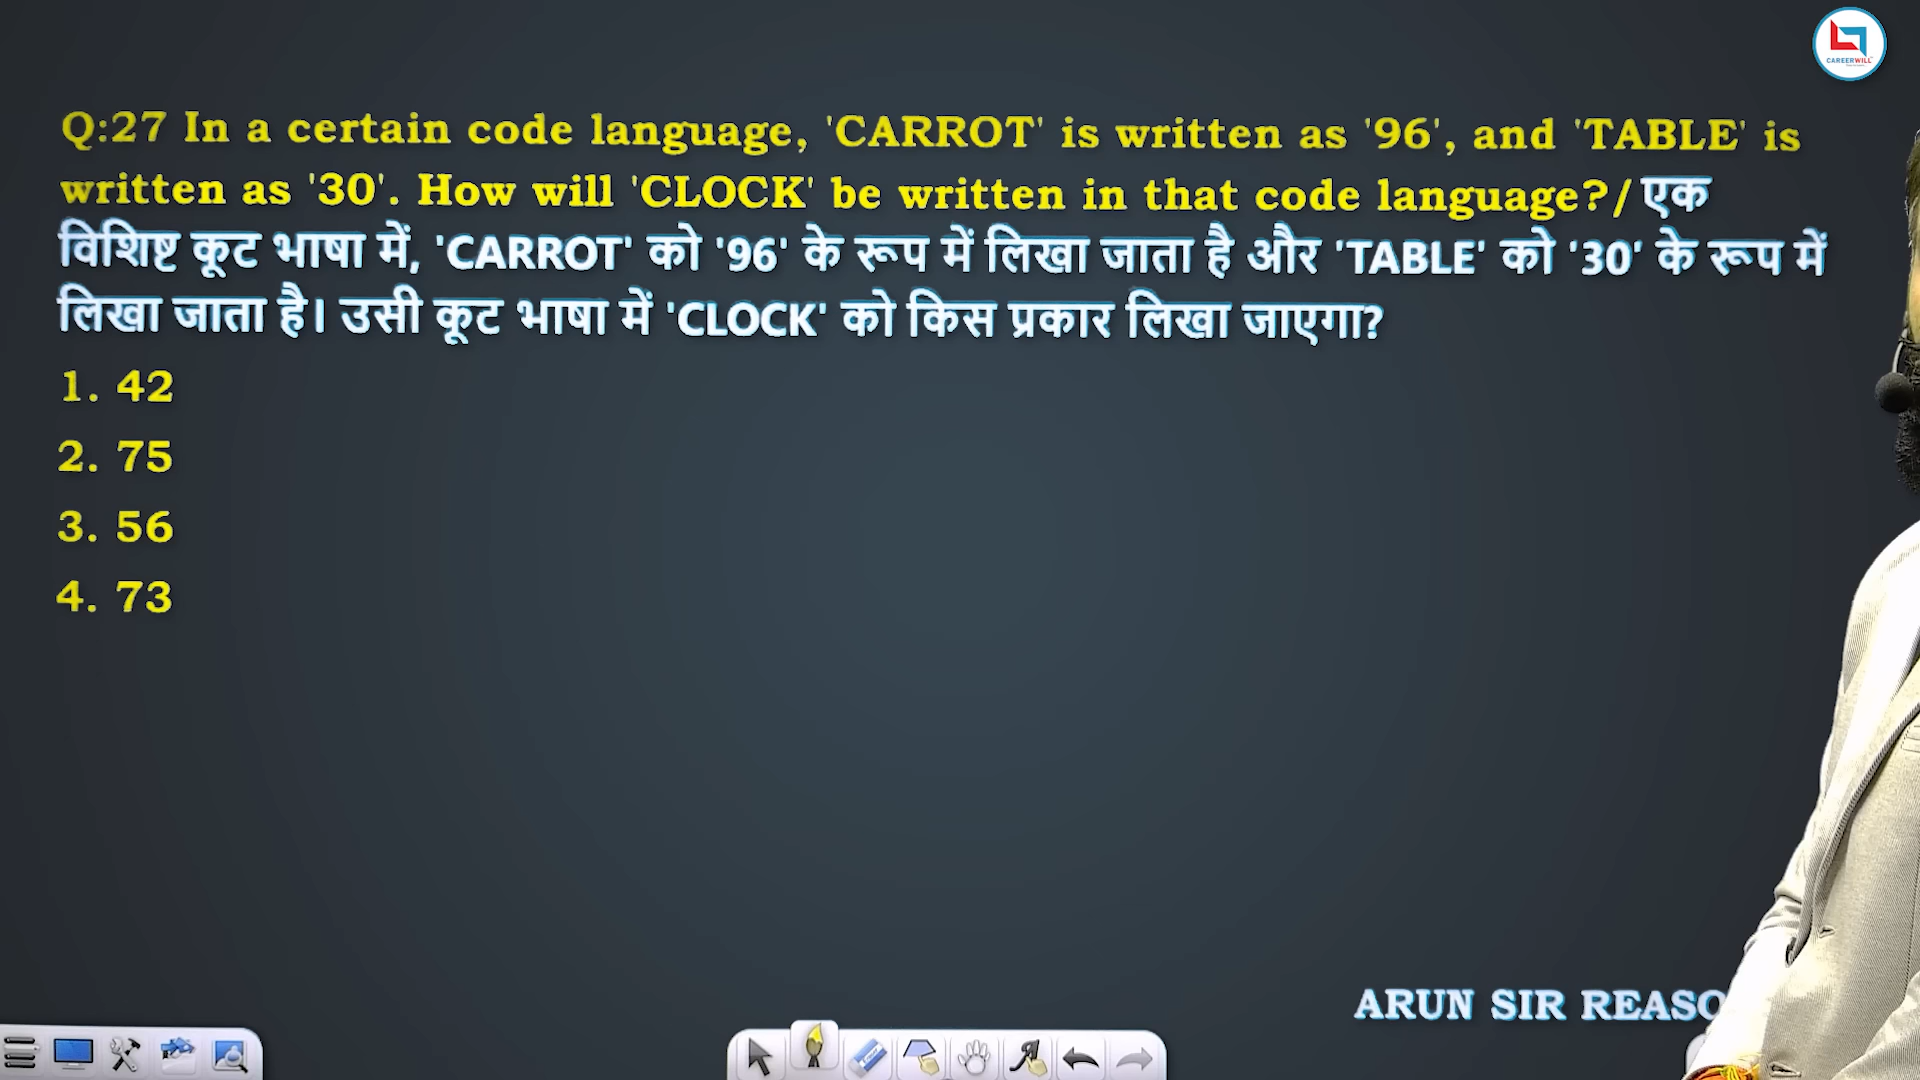 CAREERWILL
Q:27 In a certain code language, 'CARROT' is written as '96', and 'TABLE' is
written as '30'. How will 'CLOCK' be written in that code language?/एक
विशिष्ट कूट भाषा में, 'CARROT' को '96' के रूप में लिखा जाता है और 'TABLE' को '30' के रूप में
लिखा जाता है। उसी कूट भाषा में 'CLOCK' को किस प्रकार लिखा जाएगा?
1. 42
2. 75
3. 56
4. 73
ARUN SIR REASO